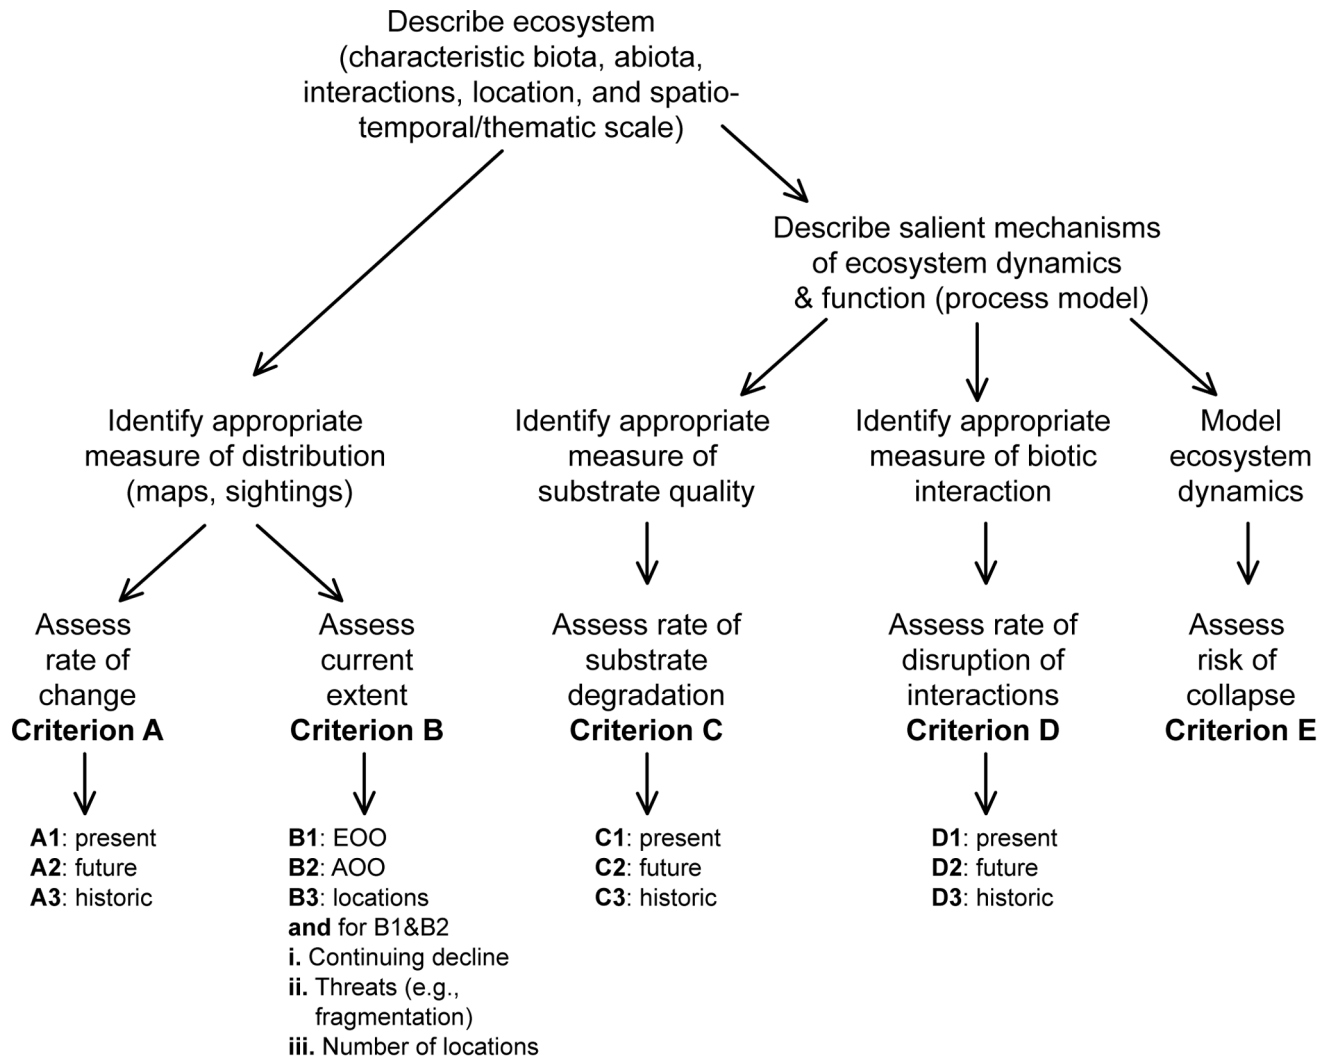 Describe ecosystem
(characteristic biota, abiota,
interactions, location, and spatio-
temporal/thematic scale)
Describe salient mechanisms
of ecosystem dynamics
& function (process model)
Identify appropriate
measure of distribution
(maps, sightings)
Identify appropriate
measure of
substrate quality
Identify appropriate
measure of biotic
interaction
Model
ecosystem
dynamics
Assess
rate of
change
Criterion A
Assess
current
extent
Criterion B
Assess rate of
substrate
degradation
Criterion C
Assess rate of
disruption of
interactions
Criterion D
Assess
risk of
collapse
Criterion E
A1: present
A2: future
A3: historic
B1: EOO
B2: AOO
B3: locations
and for B1&B2
i. Continuing decline
ii. Threats (e.g.,
fragmentation)
iii. Number of locations
C1: present
C2: future
C3: historic
D1: present
D2: future
D3: historic